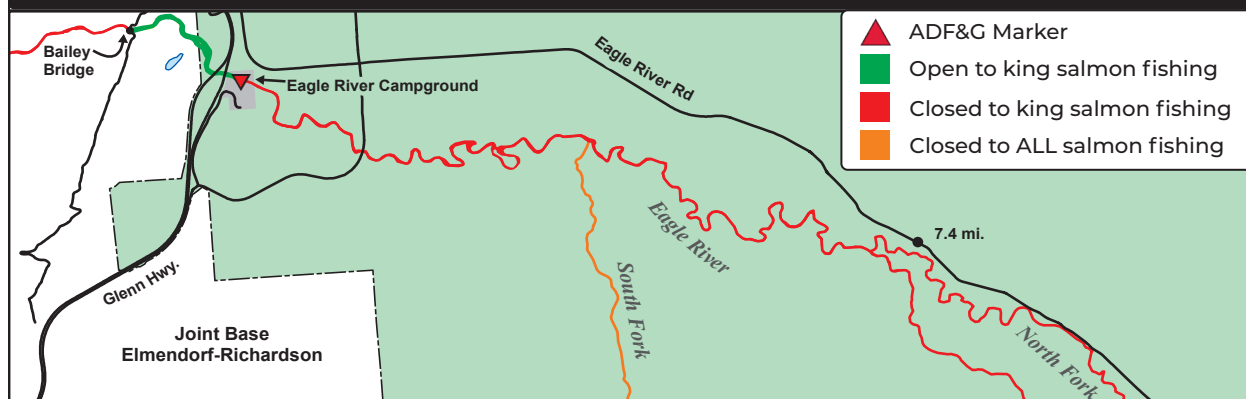 Bailey
Bridge
Eagle River Campground
Eagle River Rd
ADF&G Marker
Open to king salmon fishing
Closed to king salmon fishing
Closed to ALL salmon fishing
7.4 mi.
Eagle River
South Fork
North Fork
Glenn Hwy.
Joint Base
Elmendorf-Richardson